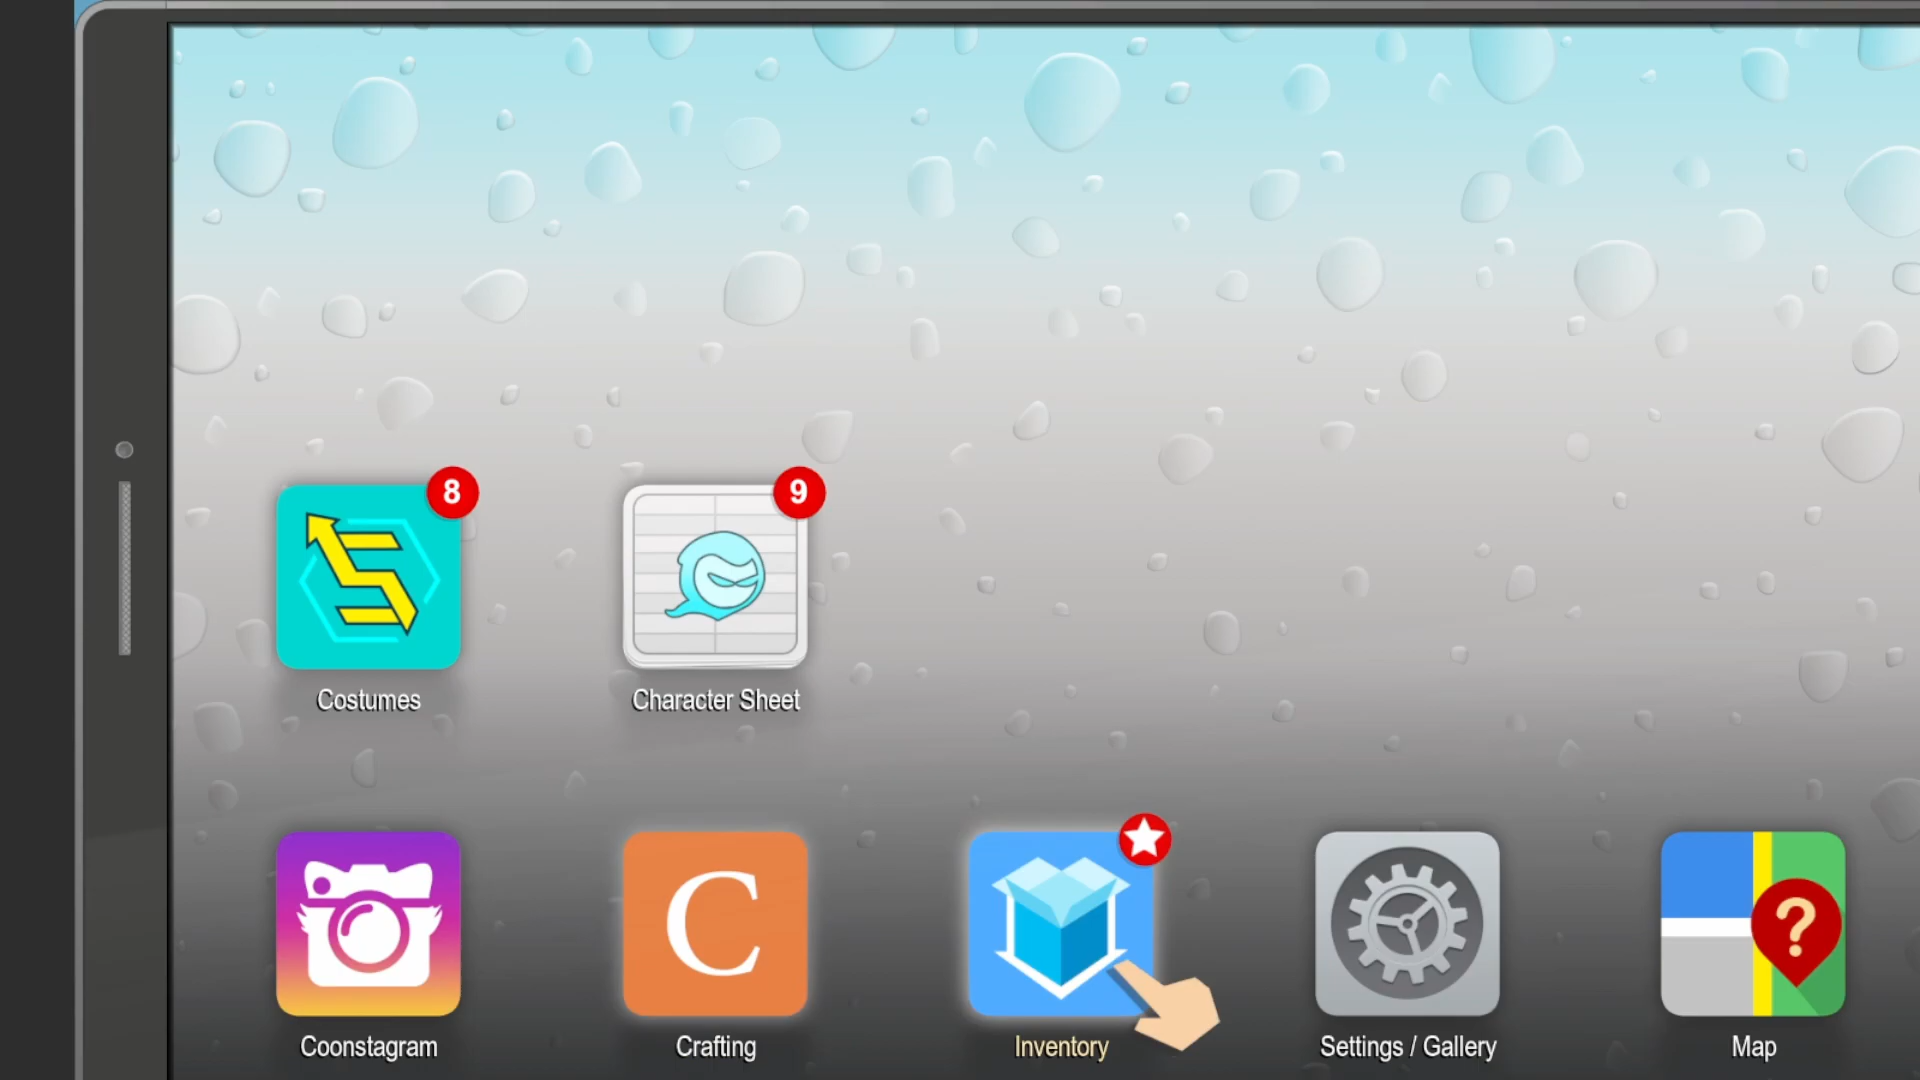 8
9
Costumes
Character Sheet
C
?
Coonstagram
Crafting
Inventory
Settings / Gallery
Map